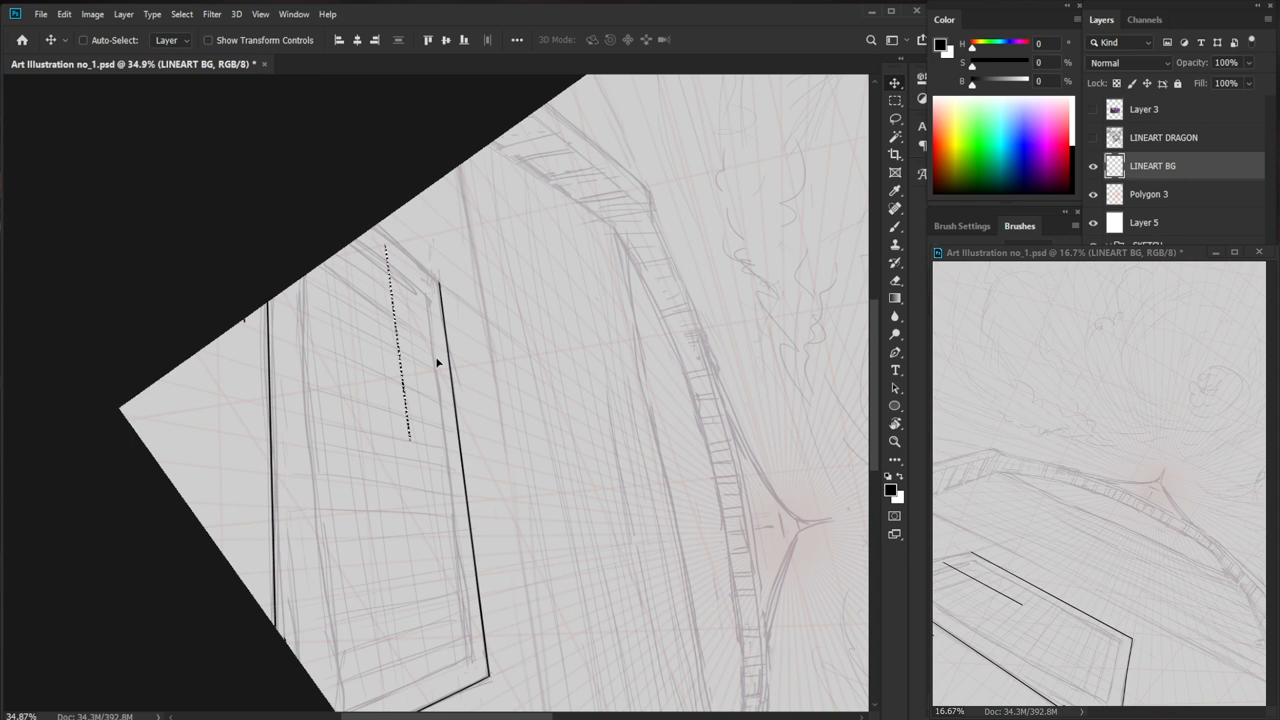 File Edit Image Layer Type Select Filter 3D View Window Help
Auto-Select: Layer Show Transform Controls 3D Mode:
Art Illustration no_1.psd @ 34.9% (LINEART BG, RGB/8) *
34.87% Doc: 34.3M/392.8M
Color
H 0 °
S 0 %
B 0 %
Brush Settings Brushes
Layers Channels
Kind
Normal Opacity: 100%
Lock: Fill: 100%
Layer 3
LINEART DRAGON
LINEART BG
Polygon 3
Layer 5
Art Illustration no_1.psd @ 16.7% (LINEART BG, RGB/8) *
16.67% Doc: 34.3M/392.8M